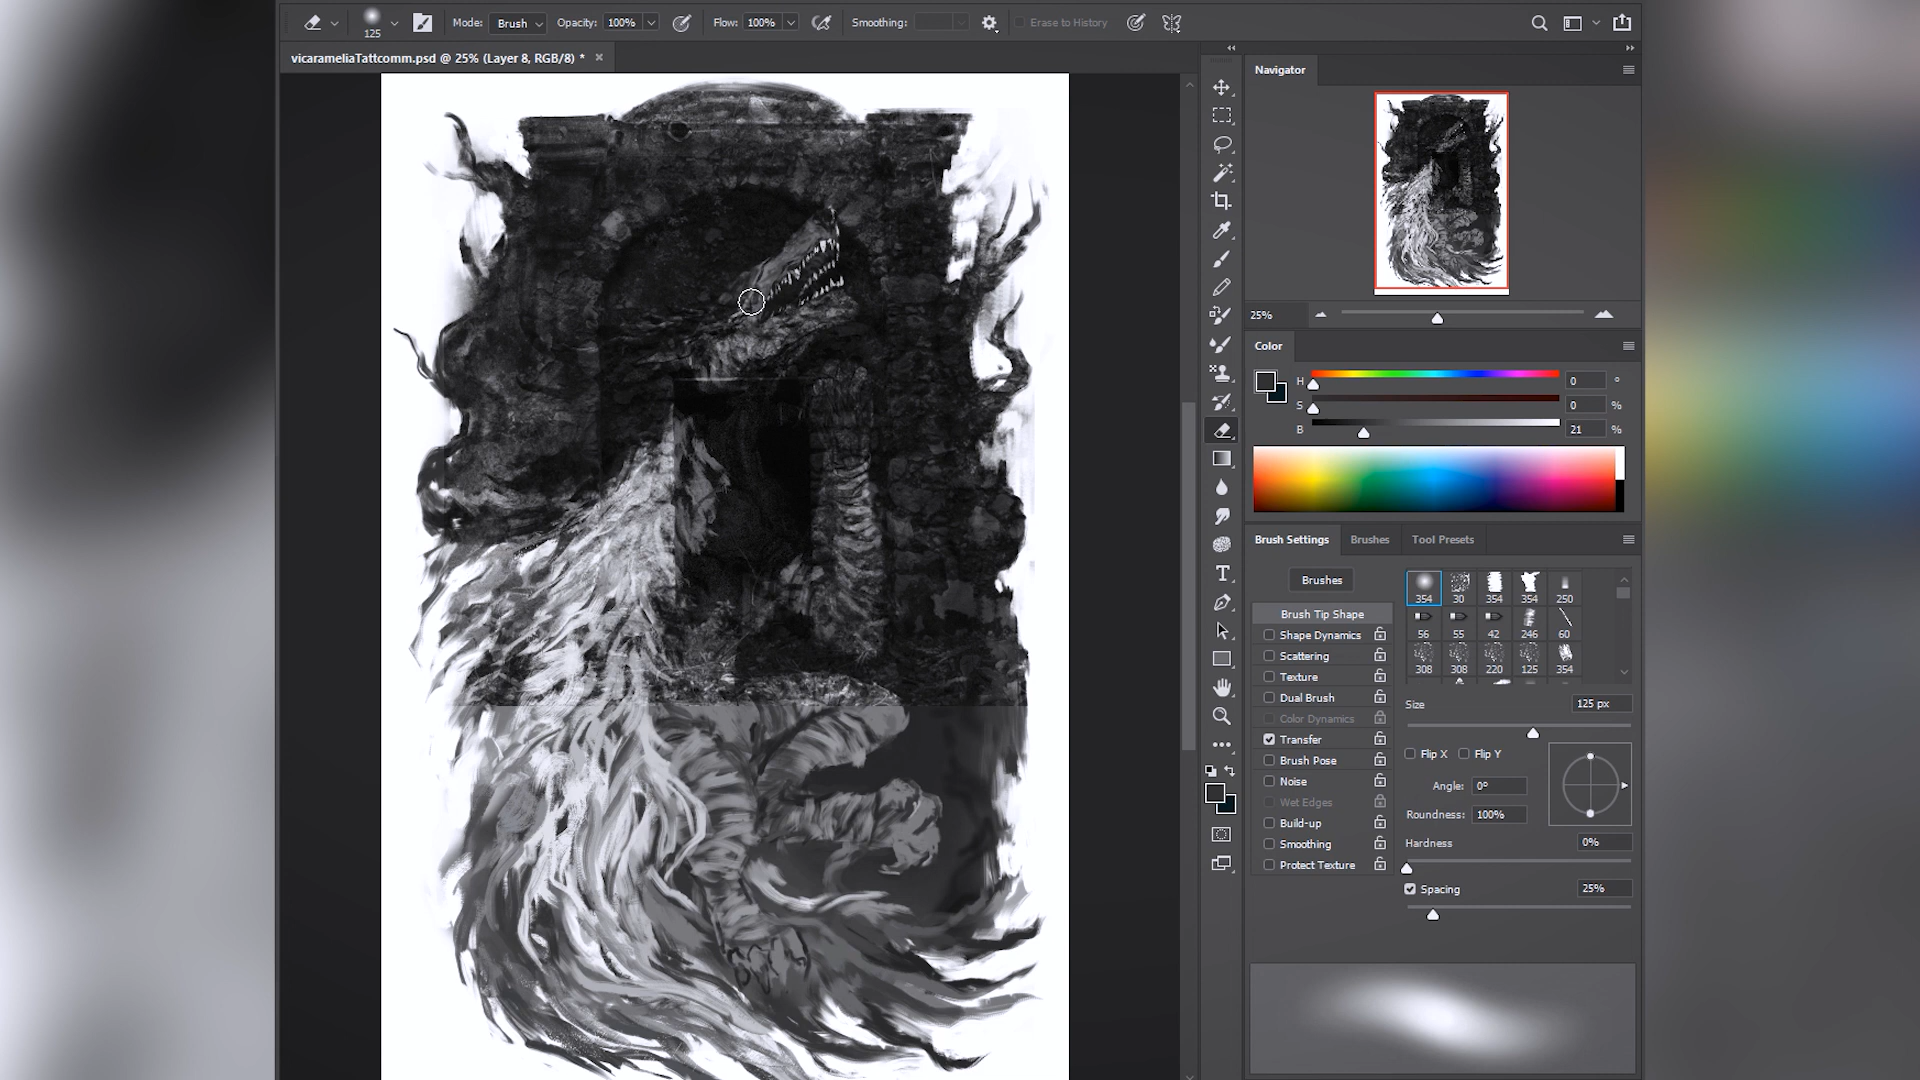 125
Mode: Brush Opacity: 100% Flow: 100% Smoothing: Erase to History
vicarameliaTattcomm.psd @ 25% (Layer 8, RGB/8) * ×
Navigator
25%
Color
H 0 °
S 0 %
B 21 %
Brush Settings Brushes Tool Presets
Brushes
354 30 354 354 250
Brush Tip Shape
Shape Dynamics
56 55 42 246 60
Scattering
308 308 220 125 354
Texture
Dual Brush
Size 125 px
Color Dynamics
Transfer
Flip X Flip Y
Brush Pose
Noise
Angle: 0°
Wet Edges
Roundness: 100%
Build-up
Smoothing
Hardness 0%
Protect Texture
Spacing 25%